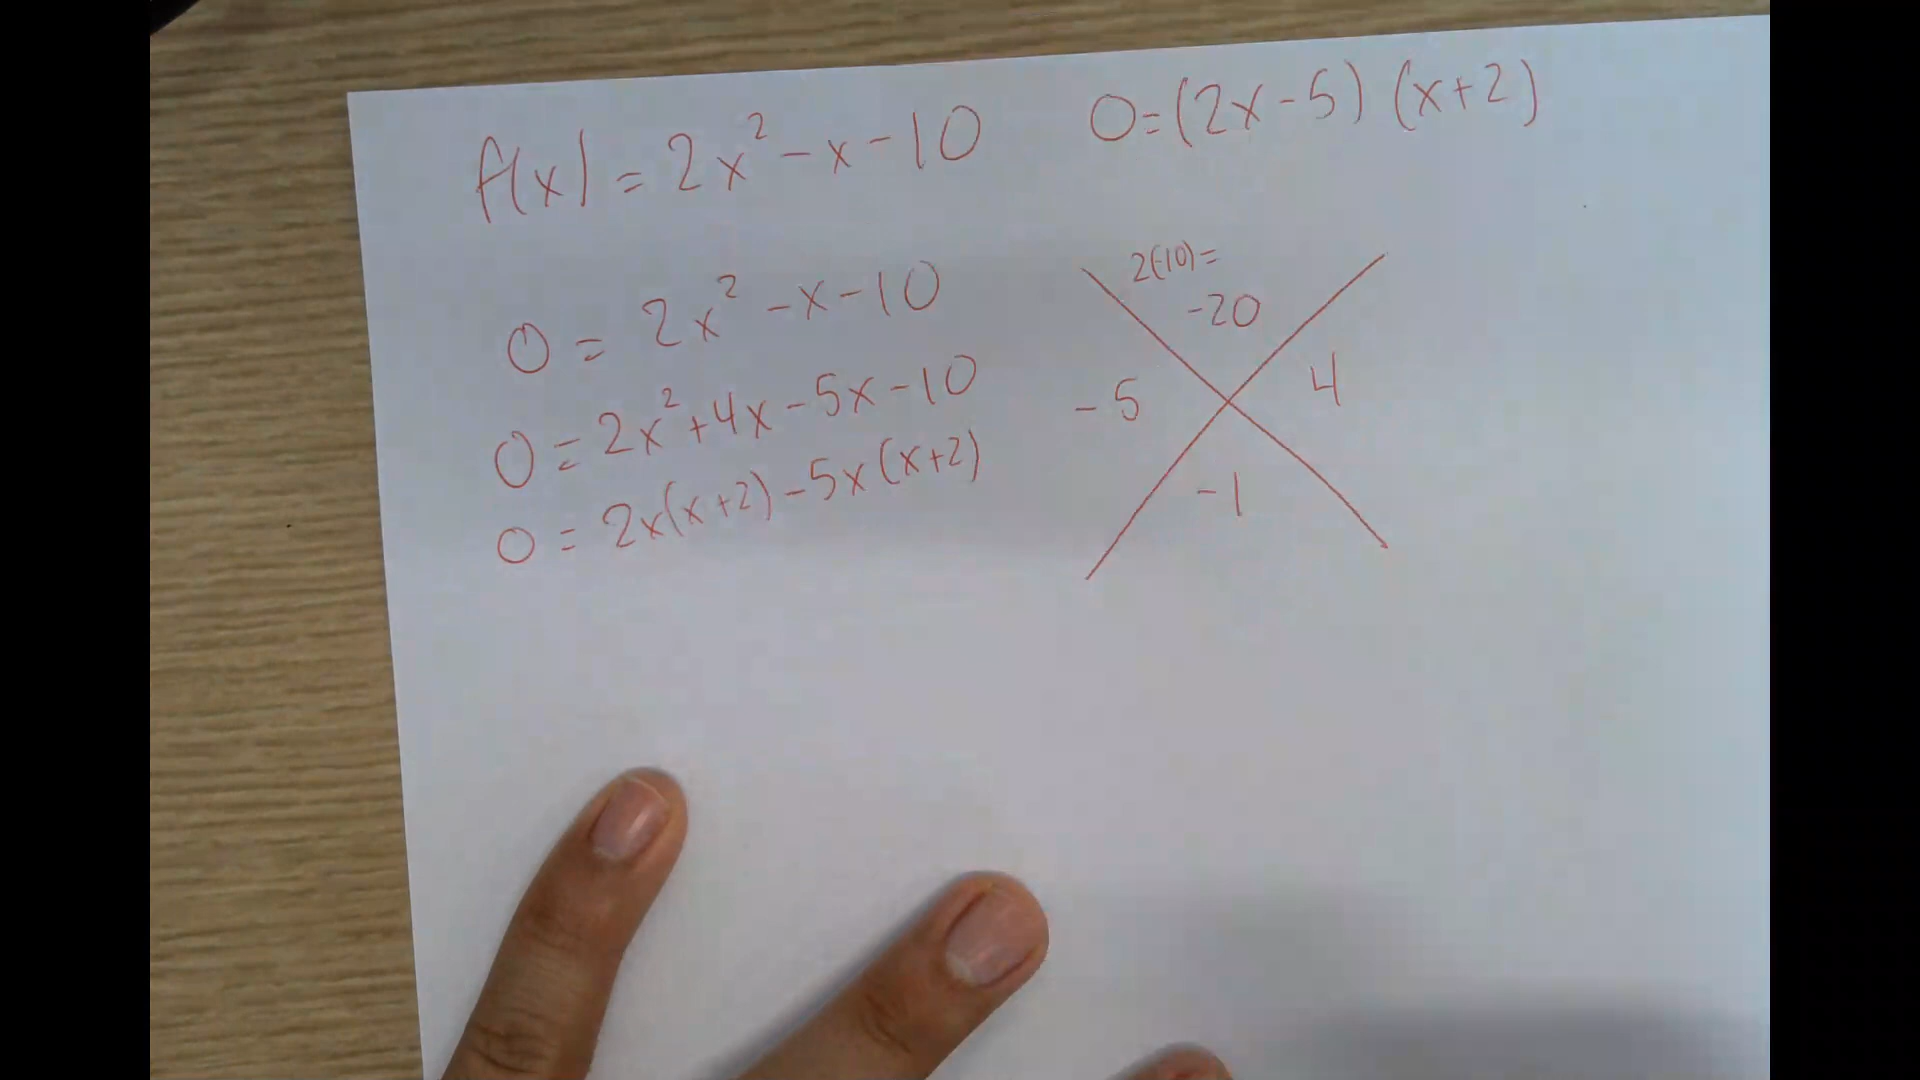 f(x) = 2x² - x - 10
0 = 2x² - x - 10
0 = 2x² + 4x - 5x - 10
0 = 2x(x+2) - 5x(x+2)
0 = (2x - 5) (x+2)
2(-10) =
-20
-5
4
-1